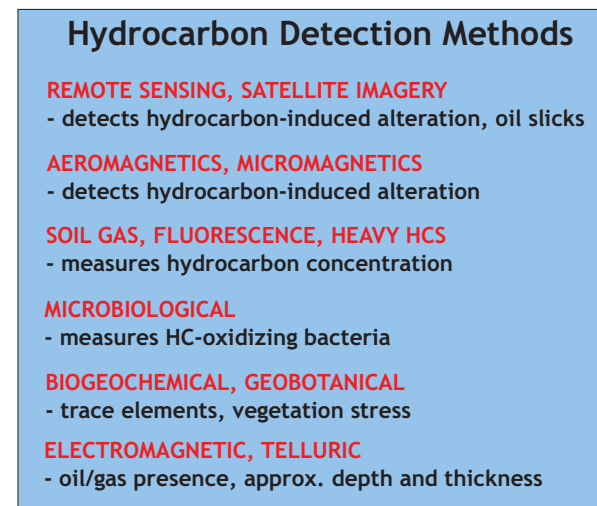 Hydrocarbon Detection Methods
REMOTE SENSING, SATELLITE IMAGERY
- detects hydrocarbon-induced alteration, oil slicks
AEROMAGNETICS, MICROMAGNETICS
- detects hydrocarbon-induced alteration
SOIL GAS, FLUORESCENCE, HEAVY HCS
- measures hydrocarbon concentration
MICROBIOLOGICAL
- measures HC-oxidizing bacteria
BIOGEOCHEMICAL, GEOBOTANICAL
- trace elements, vegetation stress
ELECTROMAGNETIC, TELLURIC
- oil/gas presence, approx. depth and thickness